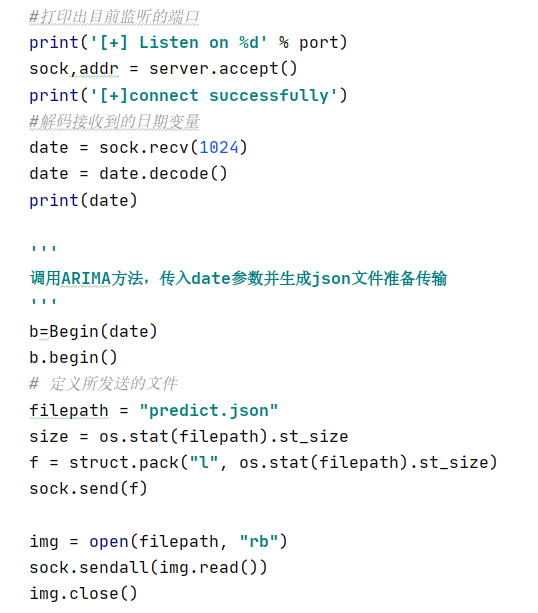 #打印出目前监听的端口
print('[+] Listen on %d' % port)
sock,addr = server.accept()
print('[+]connect successfully')
#解码接收到的日期变量
date = sock.recv(1024)
date = date.decode()
print(date)
'''
调用ARIMA方法，传入date参数并生成json文件准备传输
'''
b=Begin(date)
b.begin()
# 定义所发送的文件
filepath = "predict.json"
size = os.stat(filepath).st_size
f = struct.pack("l", os.stat(filepath).st_size)
sock.send(f)
img = open(filepath, "rb")
sock.sendall(img.read())
img.close()